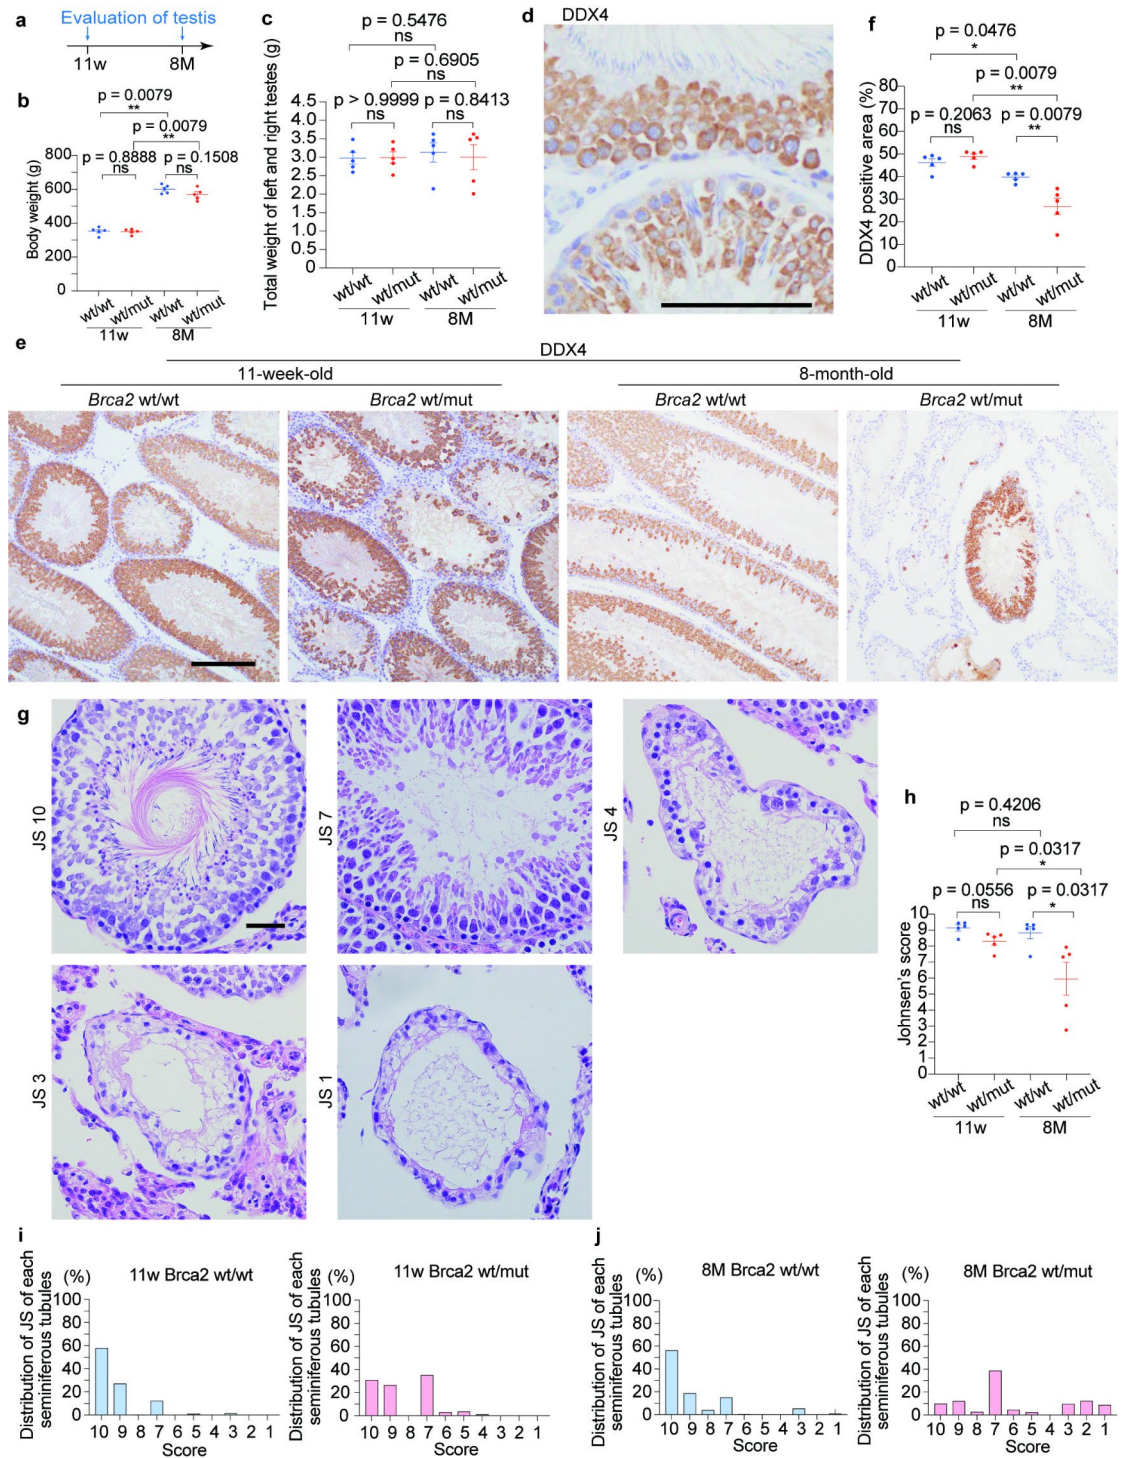 a
Evaluation of testis
11w
8M
b
p = 0.0079
**
p = 0.0079
**
p = 0.8888
ns
p = 0.1508
ns
Body weight (g)
800
600
400
200
0
wt/wt
wt/mut
wt/wt
wt/mut
11w
8M
c
p = 0.5476
ns
p = 0.6905
ns
p > 0.9999
ns
p = 0.8413
ns
Total weight of left and right testes (g)
4.5
4.0
3.5
3.0
2.5
2.0
1.5
1.0
0.5
0
wt/wt
wt/mut
wt/wt
wt/mut
11w
8M
d
DDX4
f
p = 0.0476
*
p = 0.0079
**
p = 0.2063
ns
p = 0.0079
**
DDX4 positive area (%)
80
70
60
50
40
30
20
10
0
wt/wt
wt/mut
wt/wt
wt/mut
11w
8M
e
DDX4
11-week-old
8-month-old
Brca2 wt/wt
Brca2 wt/mut
Brca2 wt/wt
Brca2 wt/mut
g
JS 10
JS 7
JS 4
JS 3
JS 1
h
p = 0.4206
ns
p = 0.0317
*
p = 0.0556
ns
p = 0.0317
*
Johnsen's score
10
9
8
7
6
5
4
3
2
1
0
wt/wt
wt/mut
wt/wt
wt/mut
11w
8M
i
Distribution of JS of each
seminiferous tubules
(%)
11w Brca2 wt/wt
100
80
60
40
20
0
10 9 8 7 6 5 4 3 2 1
Score
Distribution of JS of each
seminiferous tubules
(%)
11w Brca2 wt/mut
100
80
60
40
20
0
10 9 8 7 6 5 4 3 2 1
Score
j
Distribution of JS of each
seminiferous tubules
(%)
8M Brca2 wt/wt
100
80
60
40
20
0
10 9 8 7 6 5 4 3 2 1
Score
Distribution of JS of each
seminiferous tubules
(%)
8M Brca2 wt/mut
100
80
60
40
20
0
10 9 8 7 6 5 4 3 2 1
Score